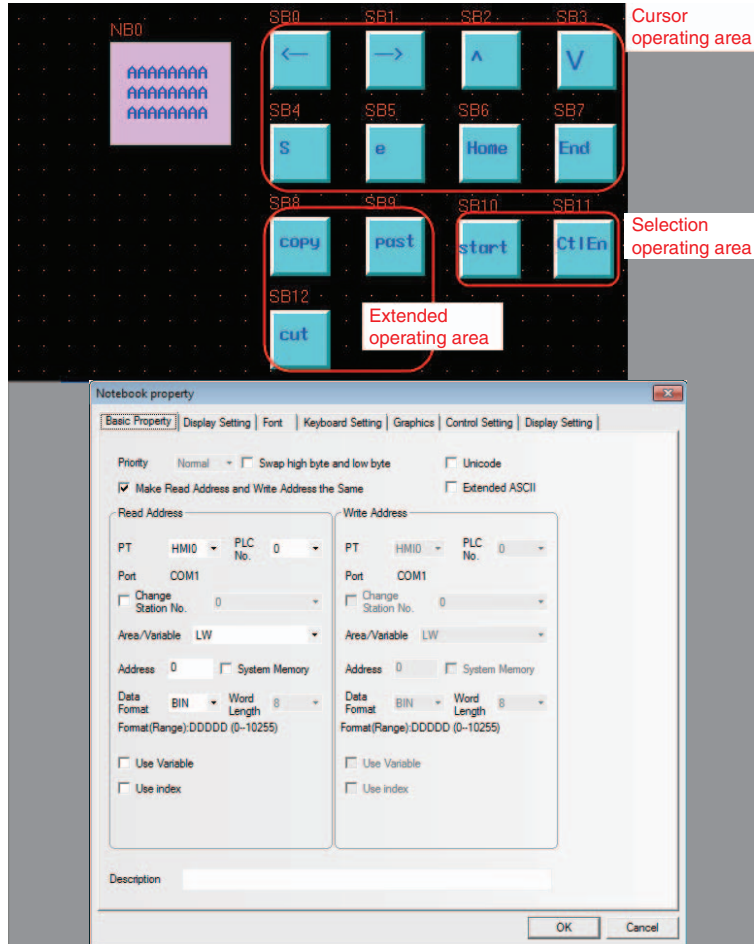 NB0
AAAAAAAA
AAAAAAAA
AAAAAAAA
SB0 SB1 SB2 SB3
<— —> ^ V
SB4 SB5 SB6 SB7
S e Home End
Cursor
operating area
SB8 SB9 SB10 SB11
copy past start CtlEn
Selection
operating area
SB12
cut
Extended
operating area
Notebook property
Basic Property Display Setting Font Keyboard Setting Graphics Control Setting Display Setting
Priority Normal Swap high byte and low byte Unicode
Make Read Address and Write Address the Same Extended ASCII
Read Address
PT HMI0 PLC No. 0
Port COM1
Change Station No. 0
Area/Variable LW
Address 0 System Memory
Data Format BIN Word Length 8
Format(Range):DDDDD (0--10255)
Use Variable
Use index
Write Address
PT HMI0 PLC No. 0
Port COM1
Change Station No. 0
Area/Variable LW
Address 0 System Memory
Data Format BIN Word Length 8
Format(Range):DDDDD (0--10255)
Use Variable
Use index
Description
OK Cancel